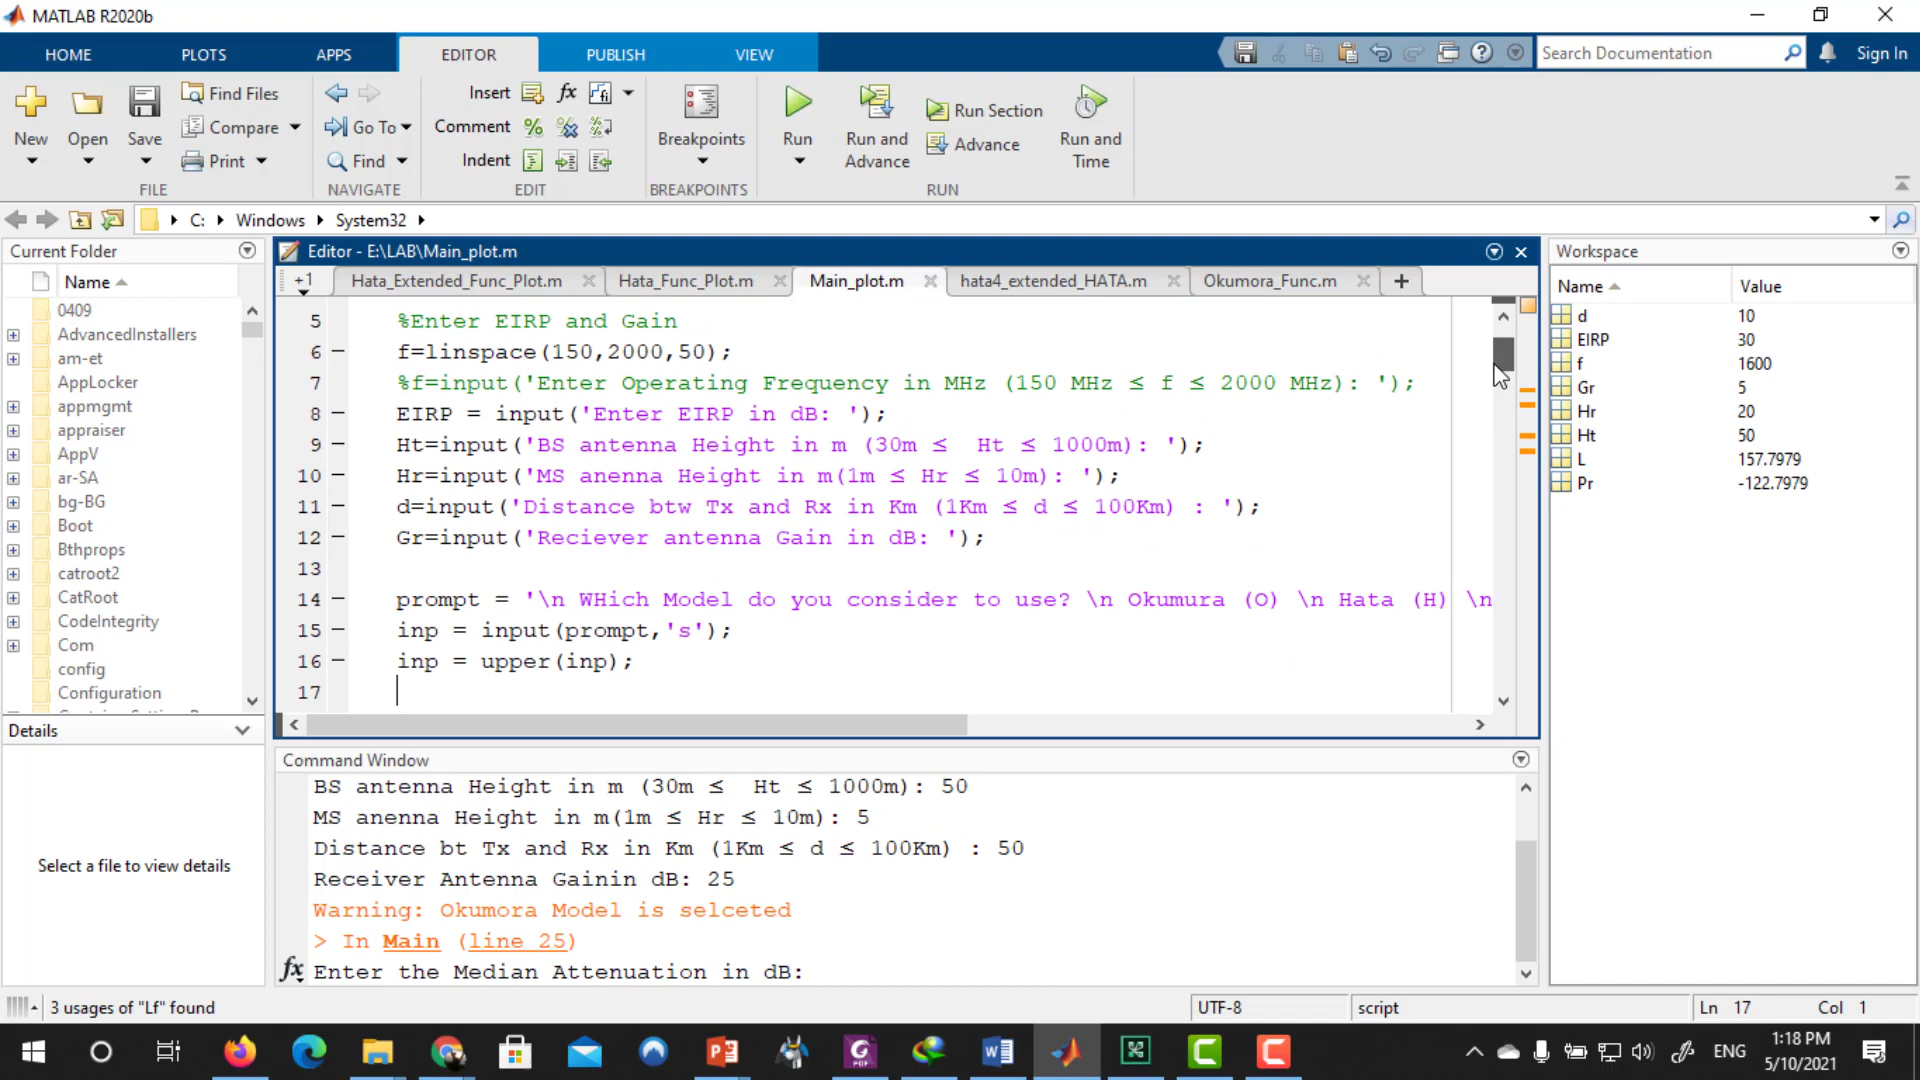 MATLAB R2020b
HOME PLOTS APPS EDITOR PUBLISH VIEW
Search Documentation
Sign In
New
Open
Save
Find Files
Compare
Print
FILE
Go To
Find
NAVIGATE
Insert fx
Comment
Indent
EDIT
Breakpoints
BREAKPOINTS
Run
Run and Advance
Run Section
Advance
Run and Time
RUN
C: Windows System32
Current Folder
Name
0409
AdvancedInstallers
am-et
AppLocker
appmgmt
appraiser
AppV
ar-SA
bg-BG
Boot
Bthprops
catroot2
CatRoot
CodeIntegrity
Com
config
Configuration
Details
Select a file to view details
Editor - E:\LAB\Main_plot.m
+1 Hata_Extended_Func_Plot.m Hata_Func_Plot.m Main_plot.m hata4_extended_HATA.m Okumora_Func.m +
5 %Enter EIRP and Gain
6 – f=linspace(150,2000,50);
7 %f=input('Enter Operating Frequency in MHz (150 MHz ≤ f ≤ 2000 MHz): ');
8 – EIRP = input('Enter EIRP in dB: ');
9 – Ht=input('BS antenna Height in m (30m ≤  Ht ≤ 1000m): ');
10 – Hr=input('MS anenna Height in m(1m ≤ Hr ≤ 10m): ');
11 – d=input('Distance btw Tx and Rx in Km (1Km ≤ d ≤ 100Km) : ');
12 – Gr=input('Reciever antenna Gain in dB: ');
13
14 – prompt = '\n WHich Model do you consider to use? \n Okumura (O) \n Hata (H) \n
15 – inp = input(prompt,'s');
16 – inp = upper(inp);
17
Command Window
BS antenna Height in m (30m ≤  Ht ≤ 1000m): 50
MS anenna Height in m(1m ≤ Hr ≤ 10m): 5
Distance bt Tx and Rx in Km (1Km ≤ d ≤ 100Km) : 50
Receiver Antenna Gainin dB: 25
Warning: Okumora Model is selceted
> In Main (line 25)
fx Enter the Median Attenuation in dB:
Workspace
Name Value
d 10
EIRP 30
f 1600
Gr 5
Hr 20
Ht 50
L 157.7979
Pr -122.7979
3 usages of "Lf" found
UTF-8
script
Ln 17 Col 1
ENG
1:18 PM
5/10/2021